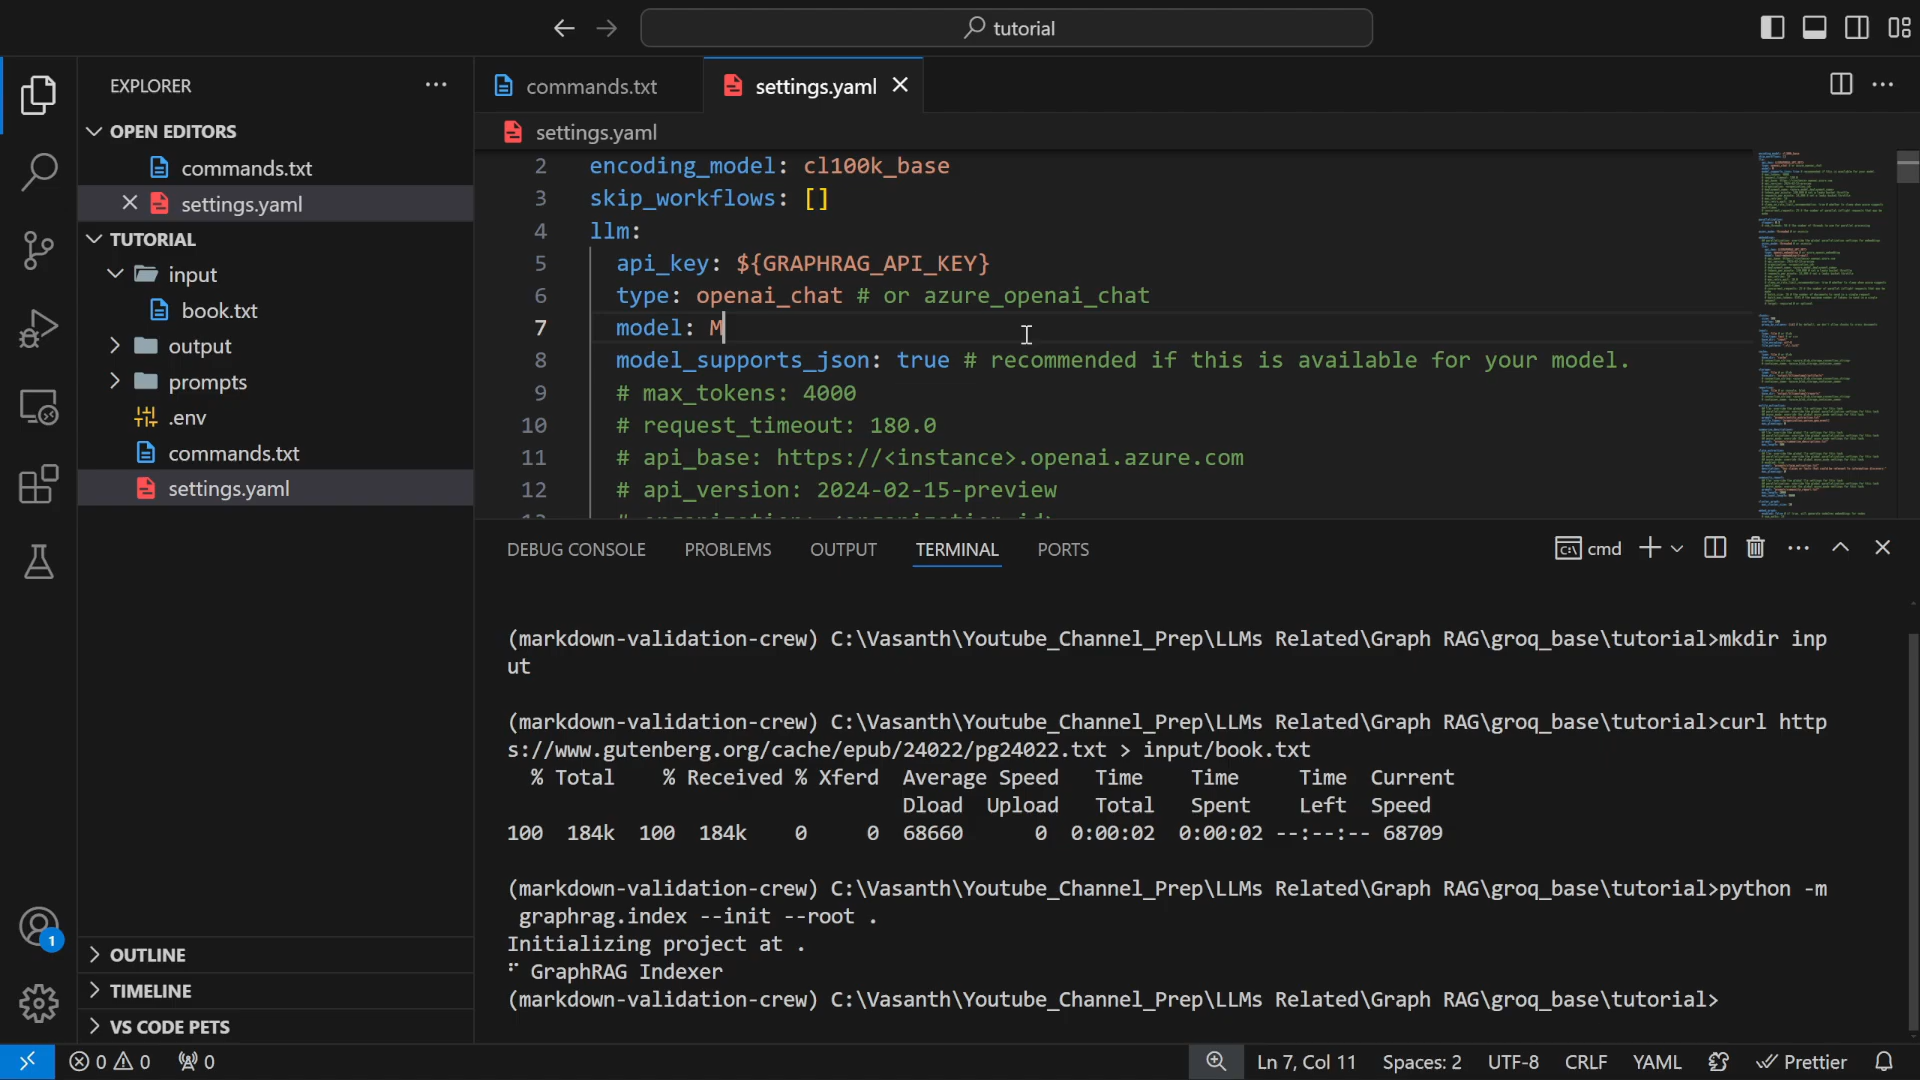 tutorial
EXPLORER
OPEN EDITORS
commands.txt
settings.yaml
TUTORIAL
input
book.txt
output
prompts
.env
commands.txt
settings.yaml
OUTLINE
TIMELINE
VS CODE PETS
1
commands.txt
settings.yaml
settings.yaml
2 encoding_model: cl100k_base
3 skip_workflows: []
4 llm:
5 api_key: ${GRAPHRAG_API_KEY}
6 type: openai_chat # or azure_openai_chat
7 model: M
8 model_supports_json: true # recommended if this is available for your model.
9 # max_tokens: 4000
10 # request_timeout: 180.0
11 # api_base: https://<instance>.openai.azure.com
12 # api_version: 2024-02-15-preview
DEBUG CONSOLE PROBLEMS OUTPUT TERMINAL PORTS
cmd
(markdown-validation-crew) C:\Vasanth\Youtube_Channel_Prep\LLMs Related\Graph RAG\groq_base\tutorial>mkdir inp
ut
(markdown-validation-crew) C:\Vasanth\Youtube_Channel_Prep\LLMs Related\Graph RAG\groq_base\tutorial>curl http
s://www.gutenberg.org/cache/epub/24022/pg24022.txt > input/book.txt
% Total % Received % Xferd Average Speed Time Time Time Current
Dload Upload Total Spent Left Speed
100 184k 100 184k 0 0 68660 0 0:00:02 0:00:02 --:--:-- 68709
(markdown-validation-crew) C:\Vasanth\Youtube_Channel_Prep\LLMs Related\Graph RAG\groq_base\tutorial>python -m
graphrag.index --init --root .
Initializing project at .
⠋ GraphRAG Indexer
(markdown-validation-crew) C:\Vasanth\Youtube_Channel_Prep\LLMs Related\Graph RAG\groq_base\tutorial>
0 0 0 Ln 7, Col 11 Spaces: 2 UTF-8 CRLF YAML Prettier